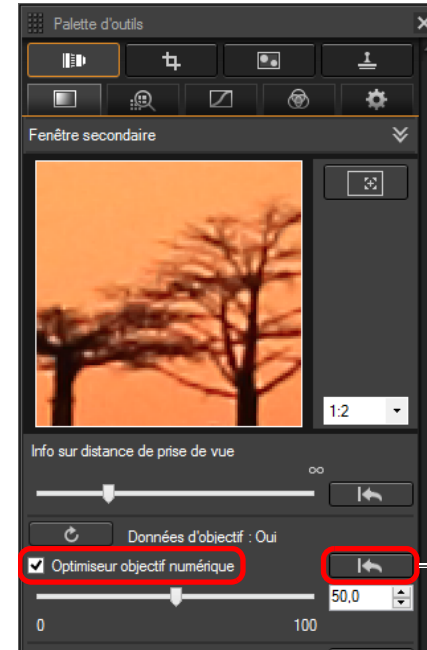 Palette d'outils
Fenêtre secondaire
1:2
Info sur distance de prise de vue
∞
Données d'objectif : Oui
Optimiseur objectif numérique
50,0
0 100